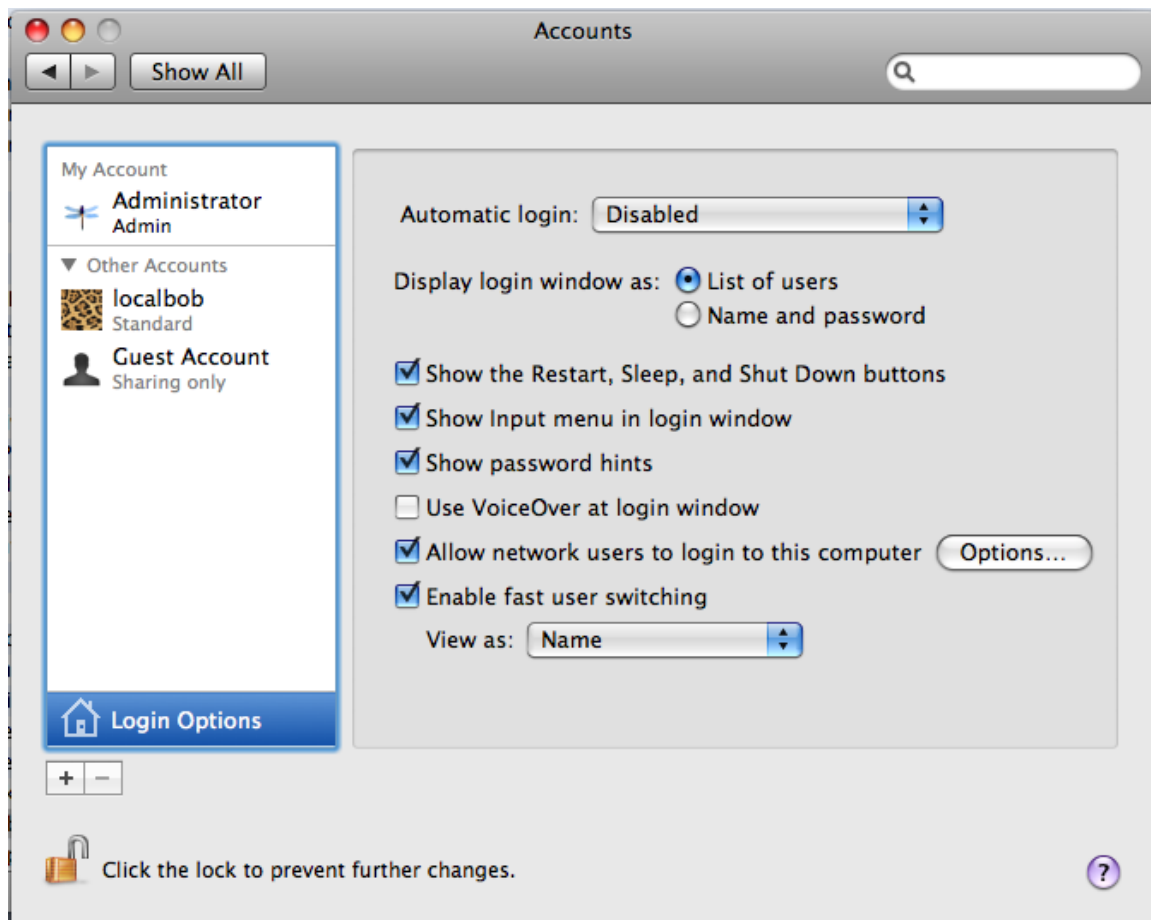 Accounts
Show All
My Account
Administrator
Admin
Other Accounts
localbob
Standard
Guest Account
Sharing only
Login Options
Automatic login: Disabled
Display login window as: List of users
Name and password
Show the Restart, Sleep, and Shut Down buttons
Show Input menu in login window
Show password hints
Use VoiceOver at login window
Allow network users to login to this computer Options...
Enable fast user switching
View as: Name
+ −
Click the lock to prevent further changes.
?